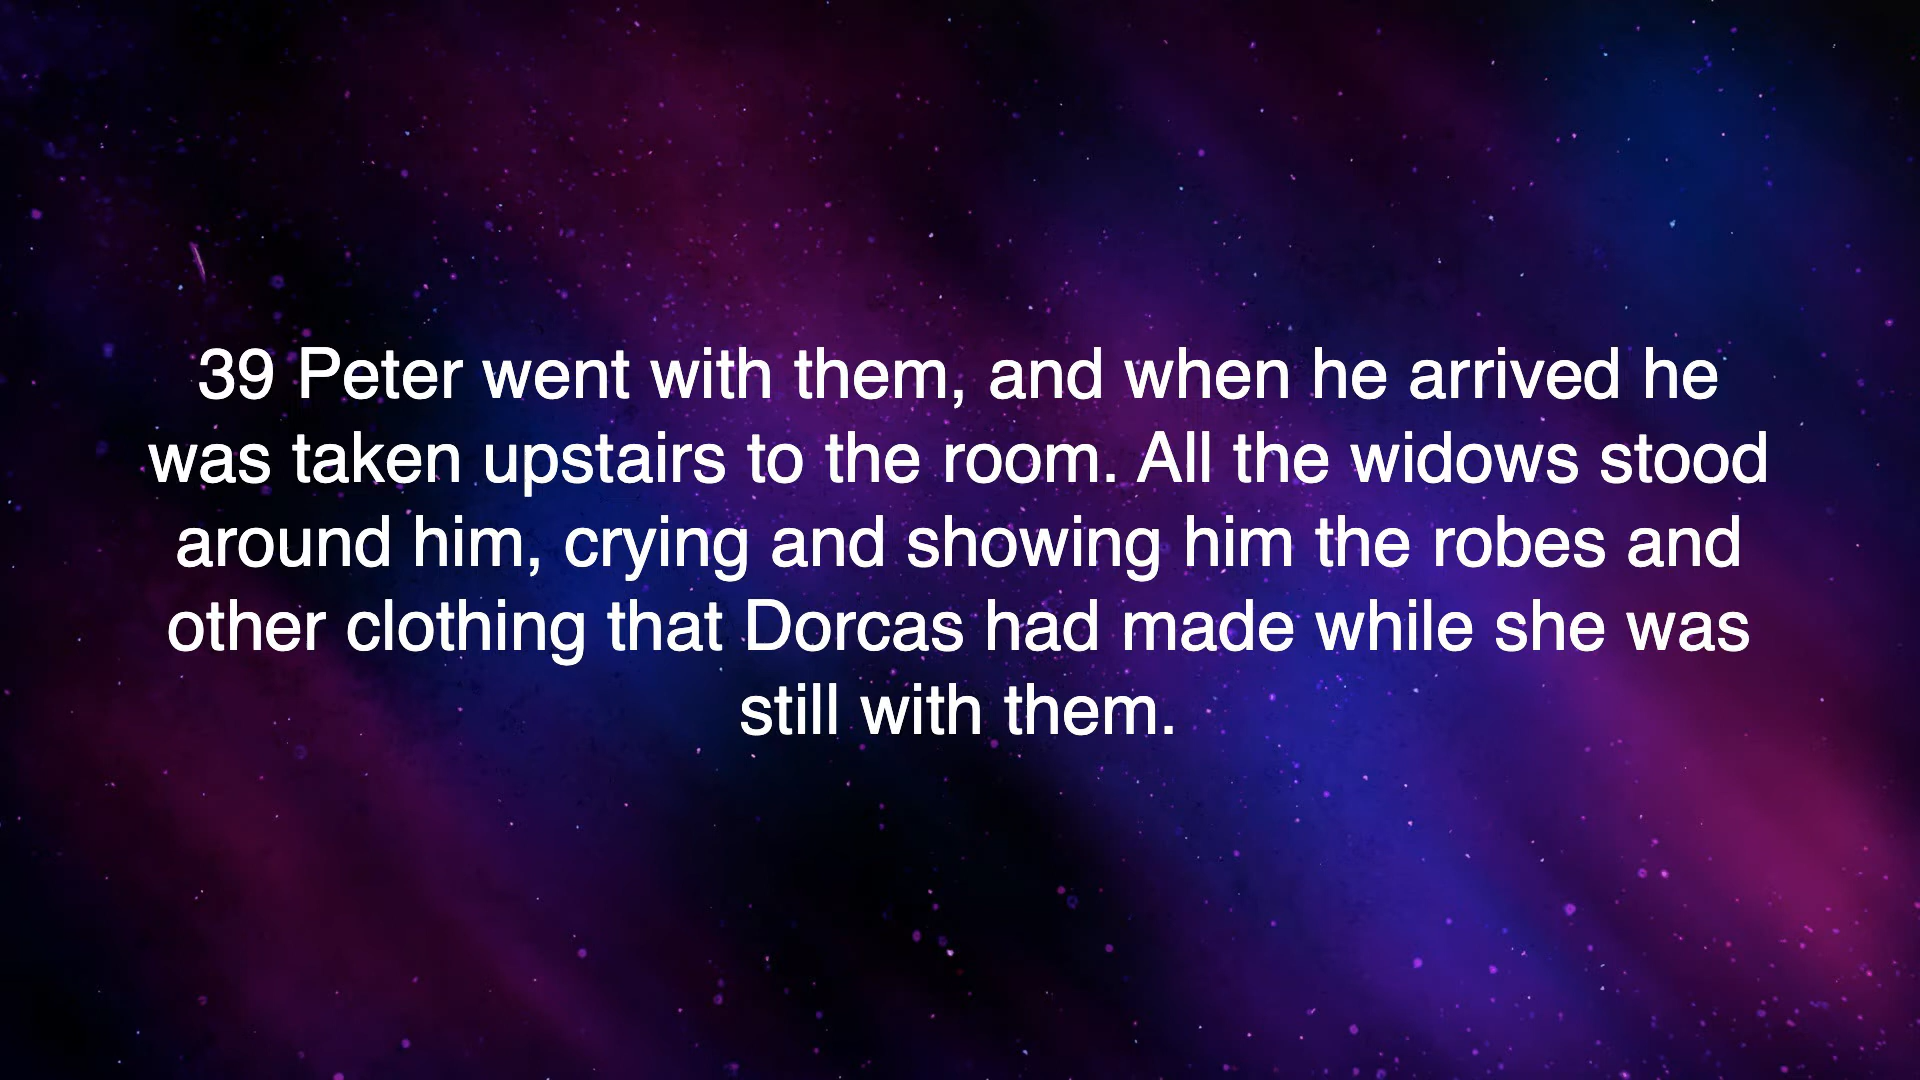 39 Peter went with them, and when he arrived he
was taken upstairs to the room. All the widows stood
around him, crying and showing him the robes and
other clothing that Dorcas had made while she was
still with them.